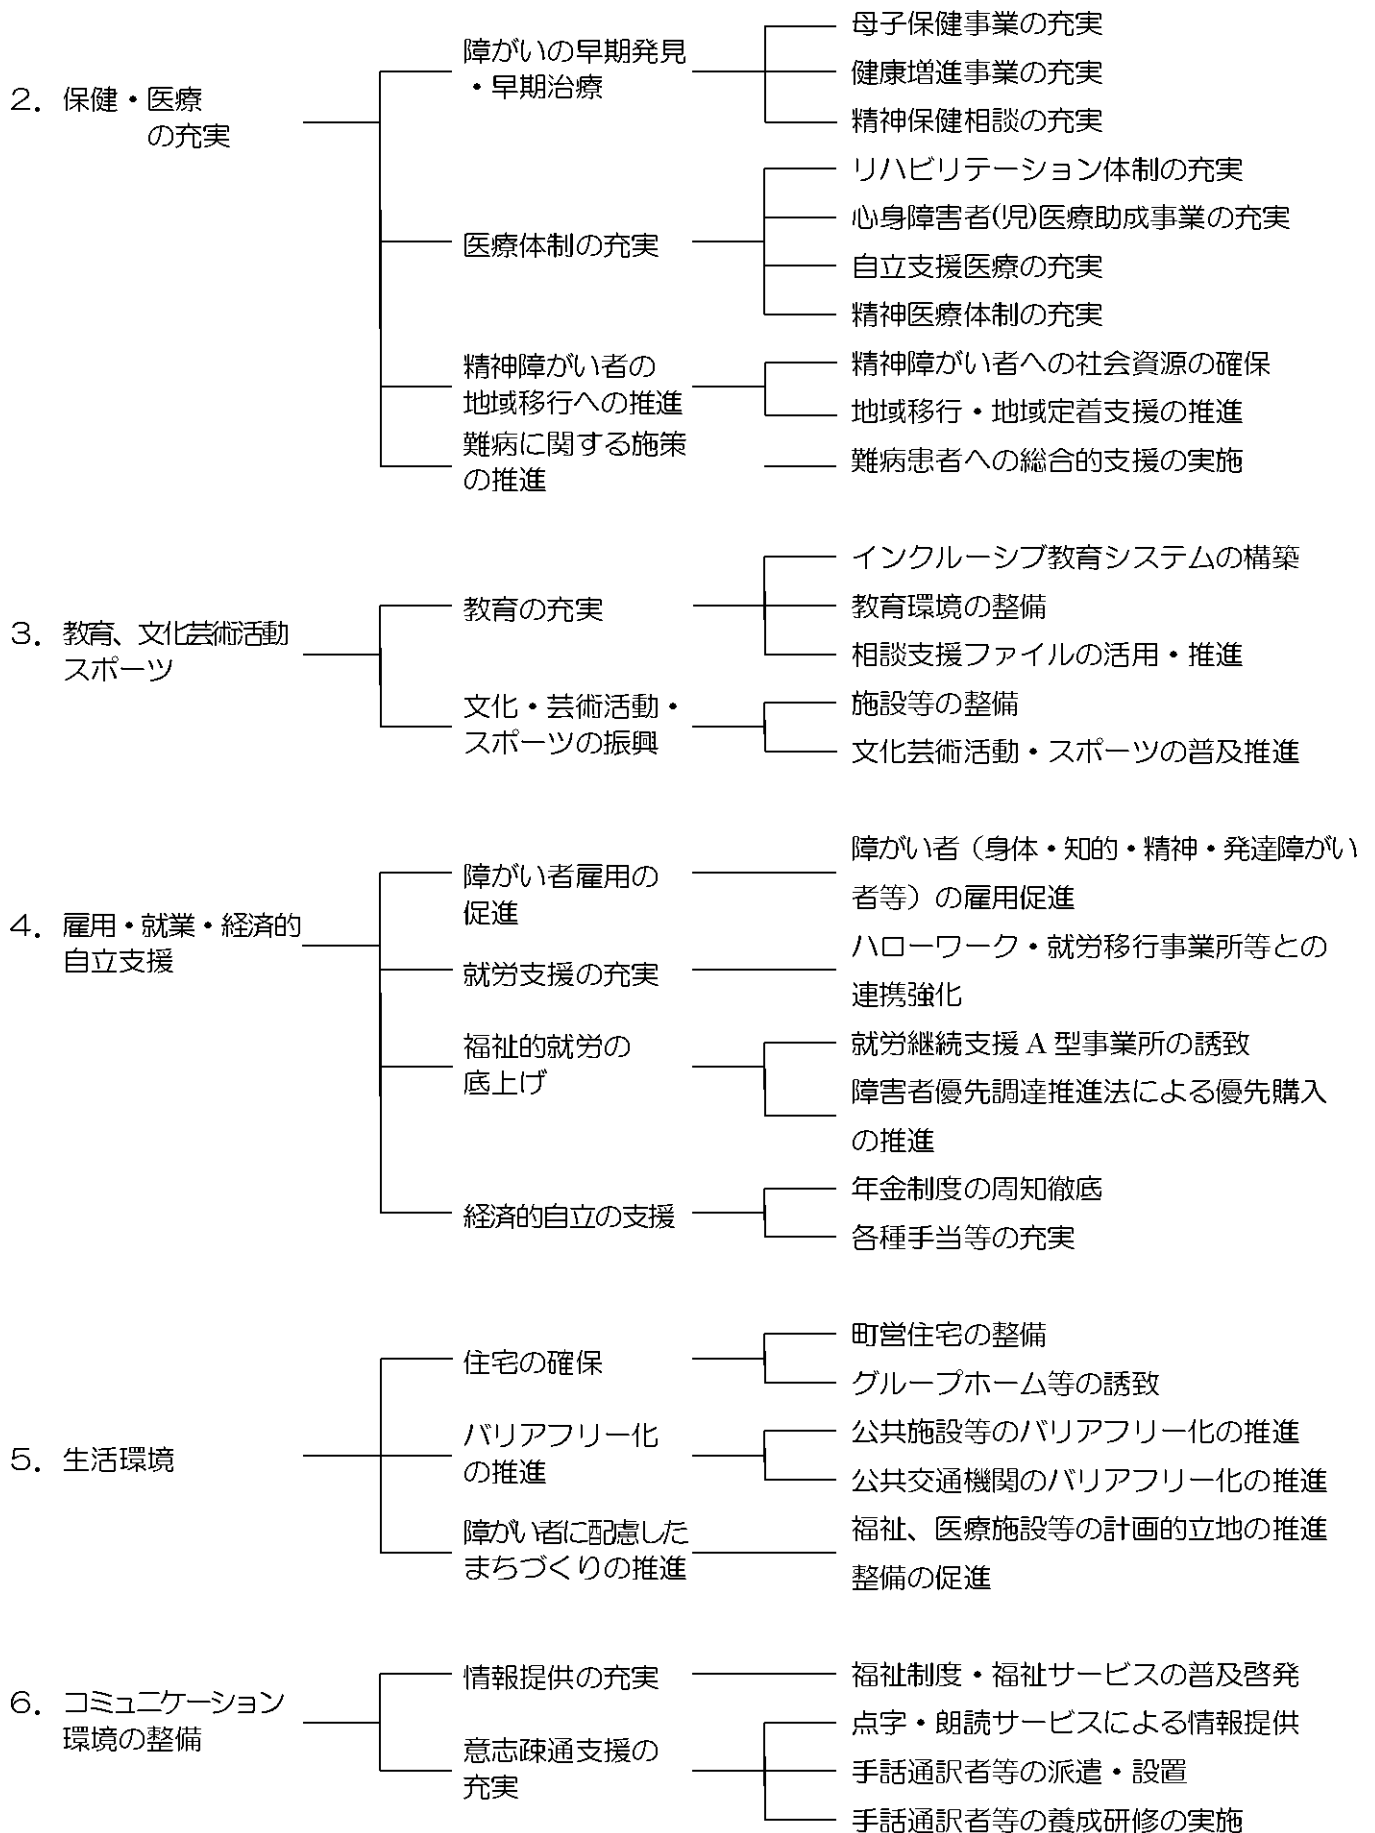 2．保健・医療
の充実
障がいの早期発見
・早期治療
母子保健事業の充実
健康増進事業の充実
精神保健相談の充実
医療体制の充実
リハビリテーション体制の充実
心身障害者(児)医療助成事業の充実
自立支援医療の充実
精神医療体制の充実
精神障がい者の
地域移行への推進
精神障がい者への社会資源の確保
地域移行・地域定着支援の推進
難病に関する施策
の推進
難病患者への総合的支援の実施
3．教育、文化芸術活動
スポーツ
教育の充実
インクルーシブ教育システムの構築
教育環境の整備
相談支援ファイルの活用・推進
文化・芸術活動・
スポーツの振興
施設等の整備
文化芸術活動・スポーツの普及推進
4．雇用・就業・経済的
自立支援
障がい者雇用の
促進
障がい者（身体・知的・精神・発達障がい
者等）の雇用促進
就労支援の充実
ハローワーク・就労移行事業所等との
連携強化
福祉的就労の
底上げ
就労継続支援 A 型事業所の誘致
障害者優先調達推進法による優先購入
の推進
経済的自立の支援
年金制度の周知徹底
各種手当等の充実
5．生活環境
住宅の確保
町営住宅の整備
グループホーム等の誘致
バリアフリー化
の推進
公共施設等のバリアフリー化の推進
公共交通機関のバリアフリー化の推進
障がい者に配慮した
まちづくりの推進
福祉、医療施設等の計画的立地の推進
整備の促進
6．コミュニケーション
環境の整備
情報提供の充実
福祉制度・福祉サービスの普及啓発
意志疎通支援の
充実
点字・朗読サービスによる情報提供
手話通訳者等の派遣・設置
手話通訳者等の養成研修の実施